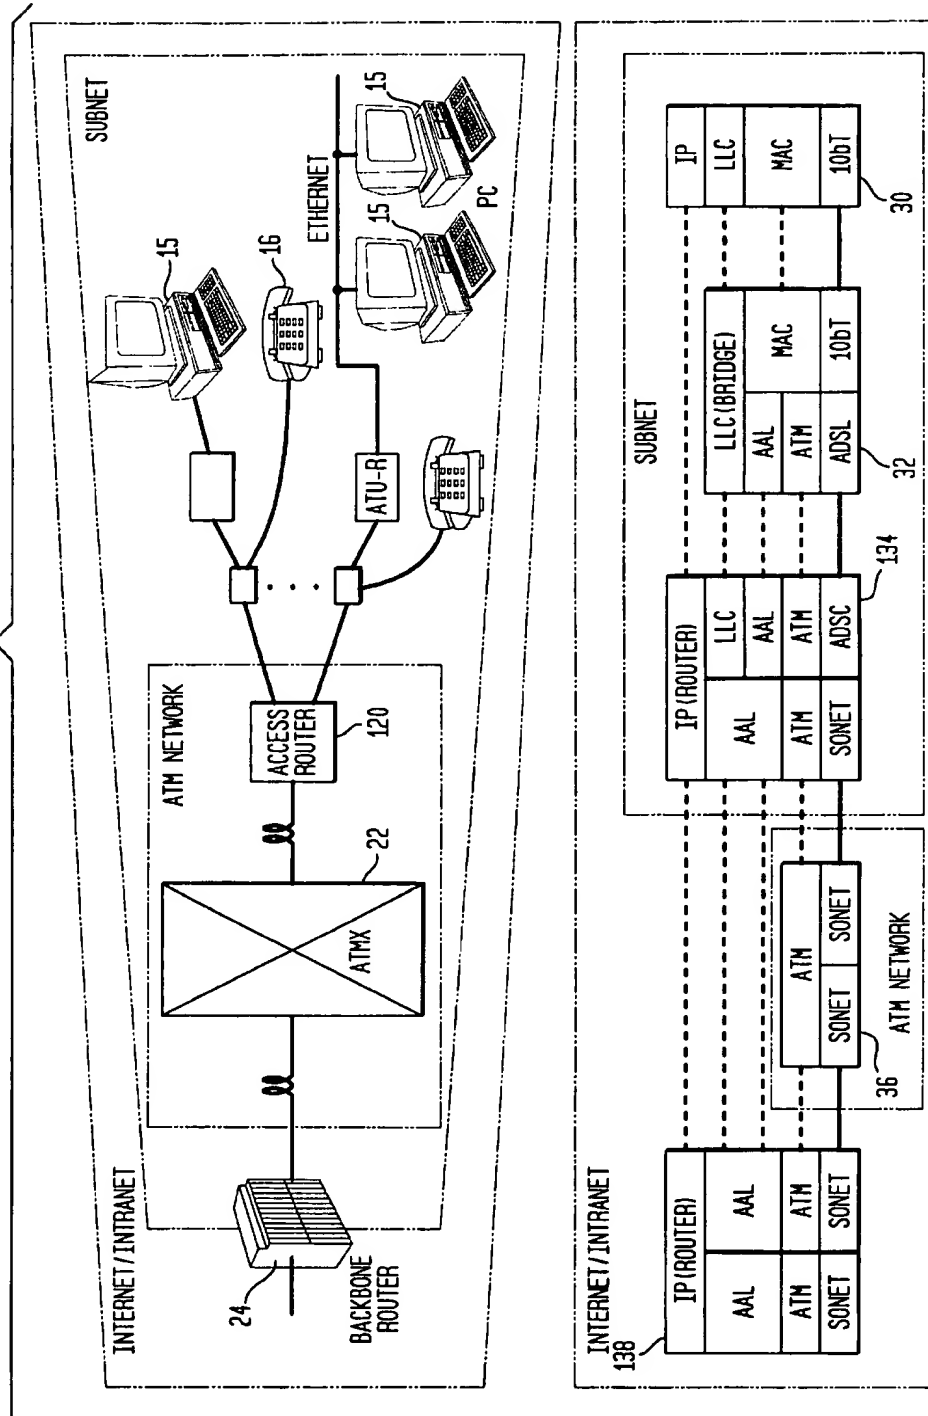 INTERNET/INTRANET
SUBNET
ATM NETWORK
24
BACKBONE
ROUTER
22
ATMX
ACCESS
ROUTER
120
15
16
ATU-R
ETHERNET
15
15
PC
INTERNET/INTRANET
138
IP(ROUTER)
AAL
AAL
ATM
ATM
SONET
SONET
ATM
SONET
SONET
36
ATM NETWORK
SUBNET
IP(ROUTER)
AAL
LLC
AAL
ATM
ATM
SONET
ADSC
134
LLC(BRIDGE)
AAL
MAC
ATM
ADSL
10bT
32
IP
LLC
MAC
10bT
30